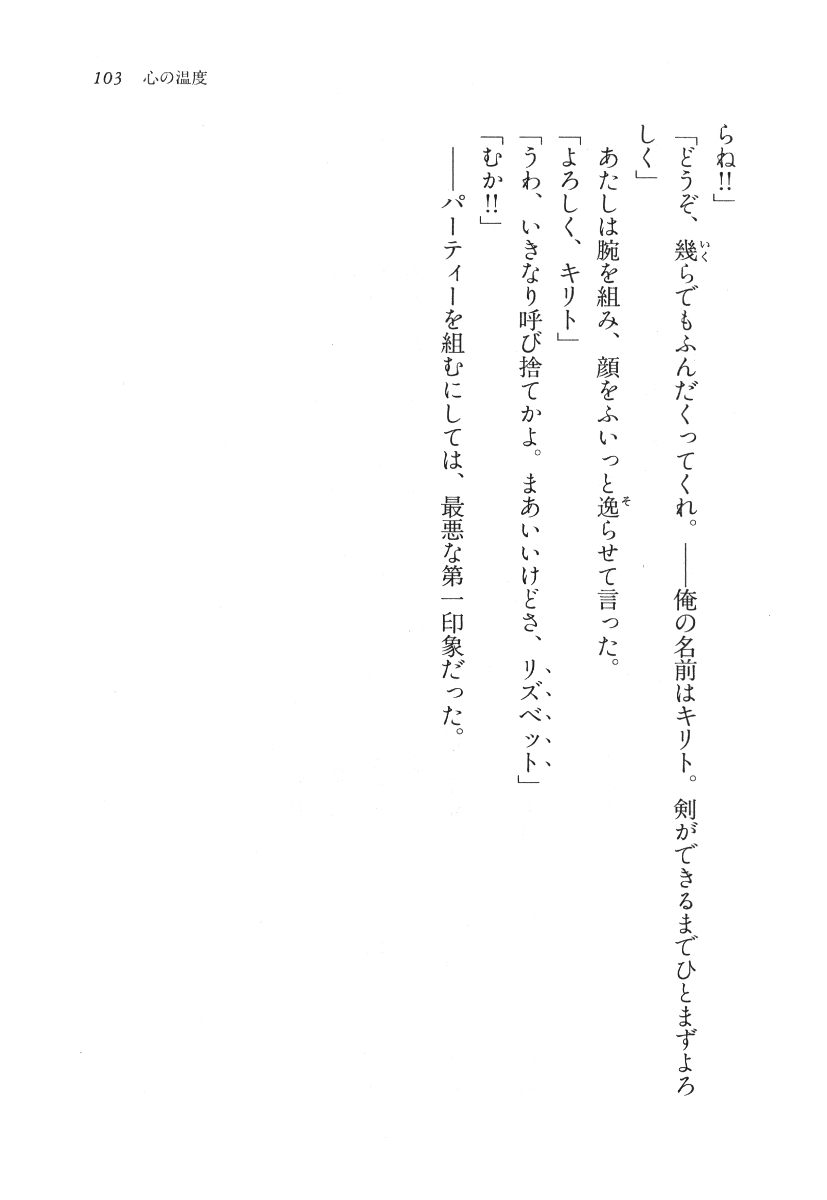 103　心の温度
らね!!」
「どうぞ、幾らでもふんだくってくれ。――俺の名前はキリト。剣ができるまでひとまずよろ
しく」
　あたしは腕を組み、顔をふいっと逸らせて言った。
「よろしく、キリト」
「うわ、いきなり呼び捨てかよ。まあいいけどさ、リズベット」
「むか!!」
　――パーティーを組むにしては、最悪な第一印象だった。